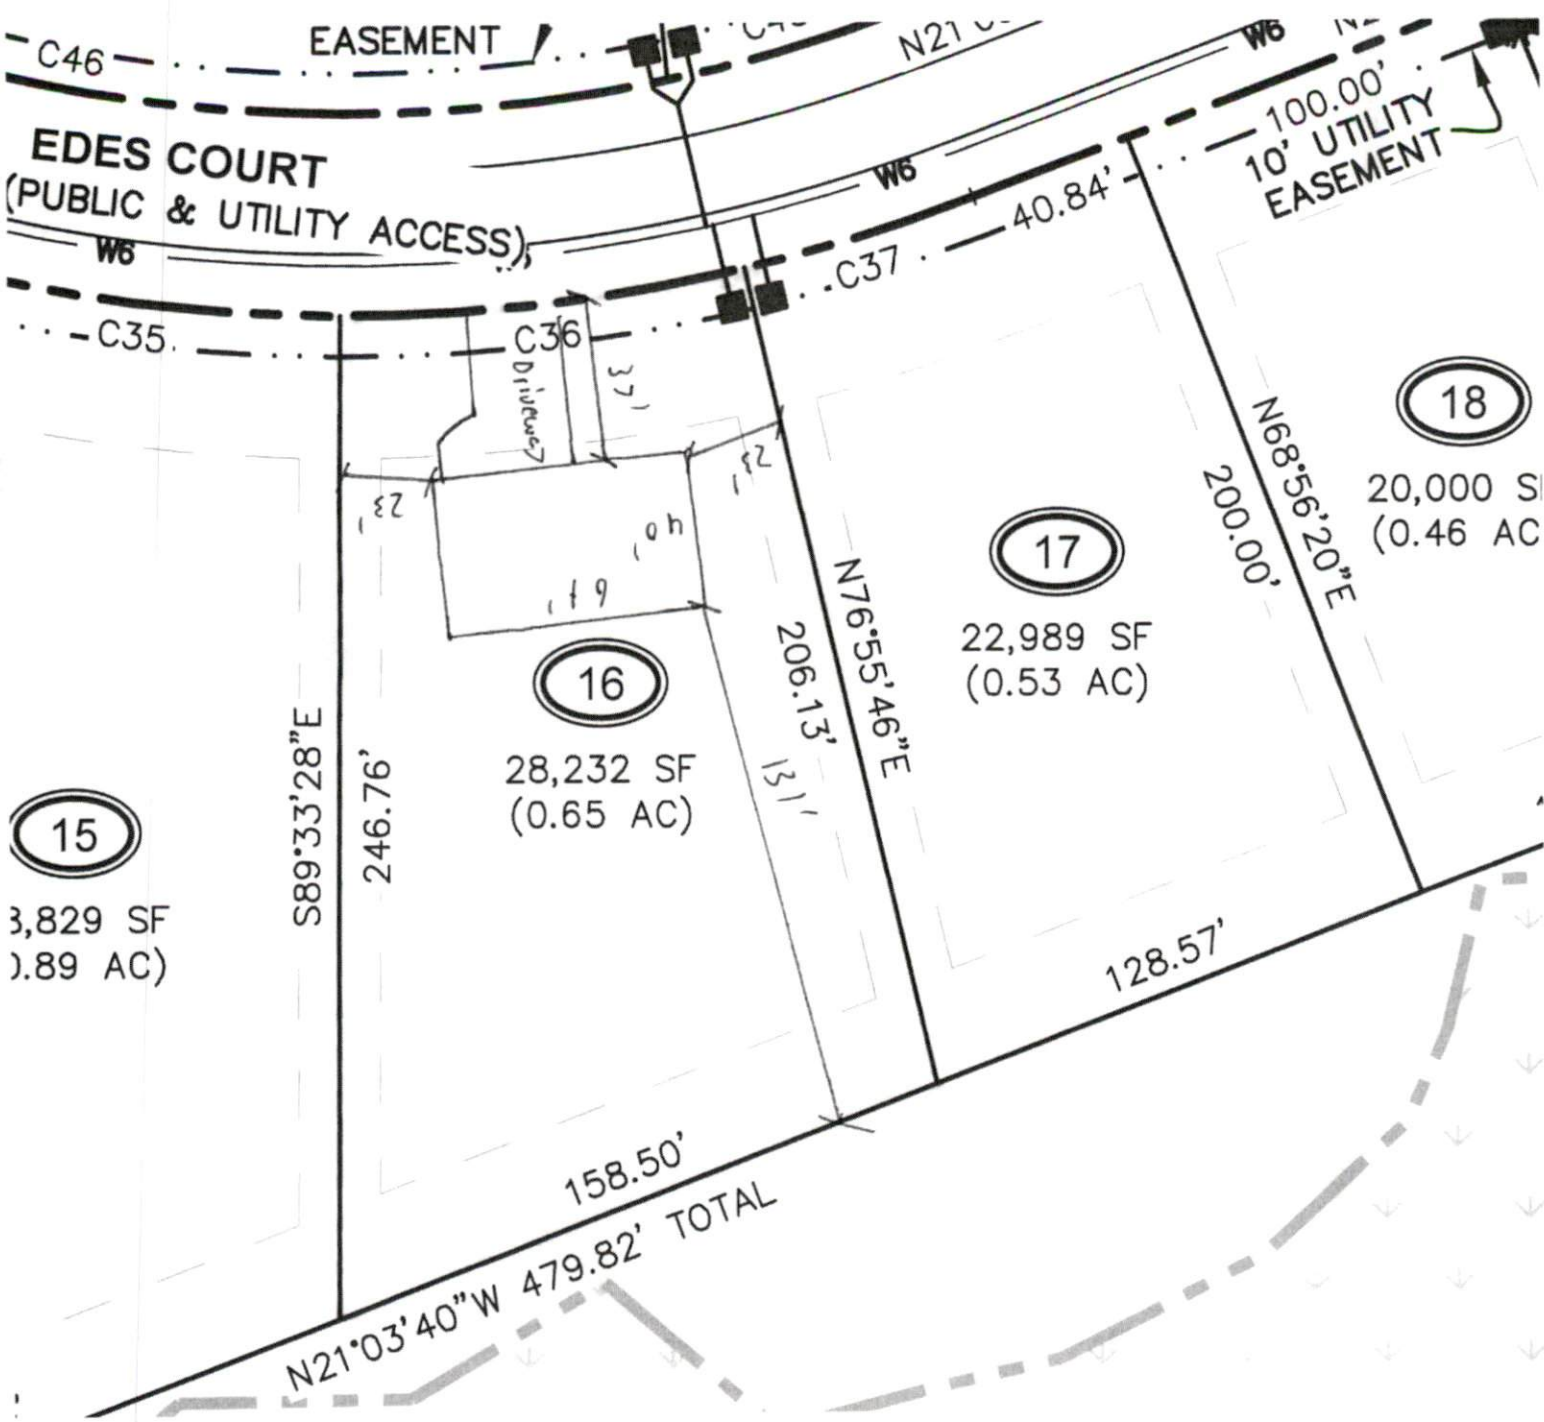 C46
EASEMENT
W6
EDES COURT
(PUBLIC & UTILITY ACCESS)
W6
W6
100.00'
10' UTILITY
EASEMENT
40.84'
C37
C35
C36
Driveway
37'
23'
23'
40'
15
16
28,232 SF
(0.65 AC)
17
22,989 SF
(0.53 AC)
18
20,000
(0.46 AC
,829 SF
.89 AC)
S89°33'28"E
246.76'
206.13'
N76°55'46"E
131'
200.00'
N68°56'20"E
128.57'
158.50'
N21°03'40"W 479.82' TOTAL